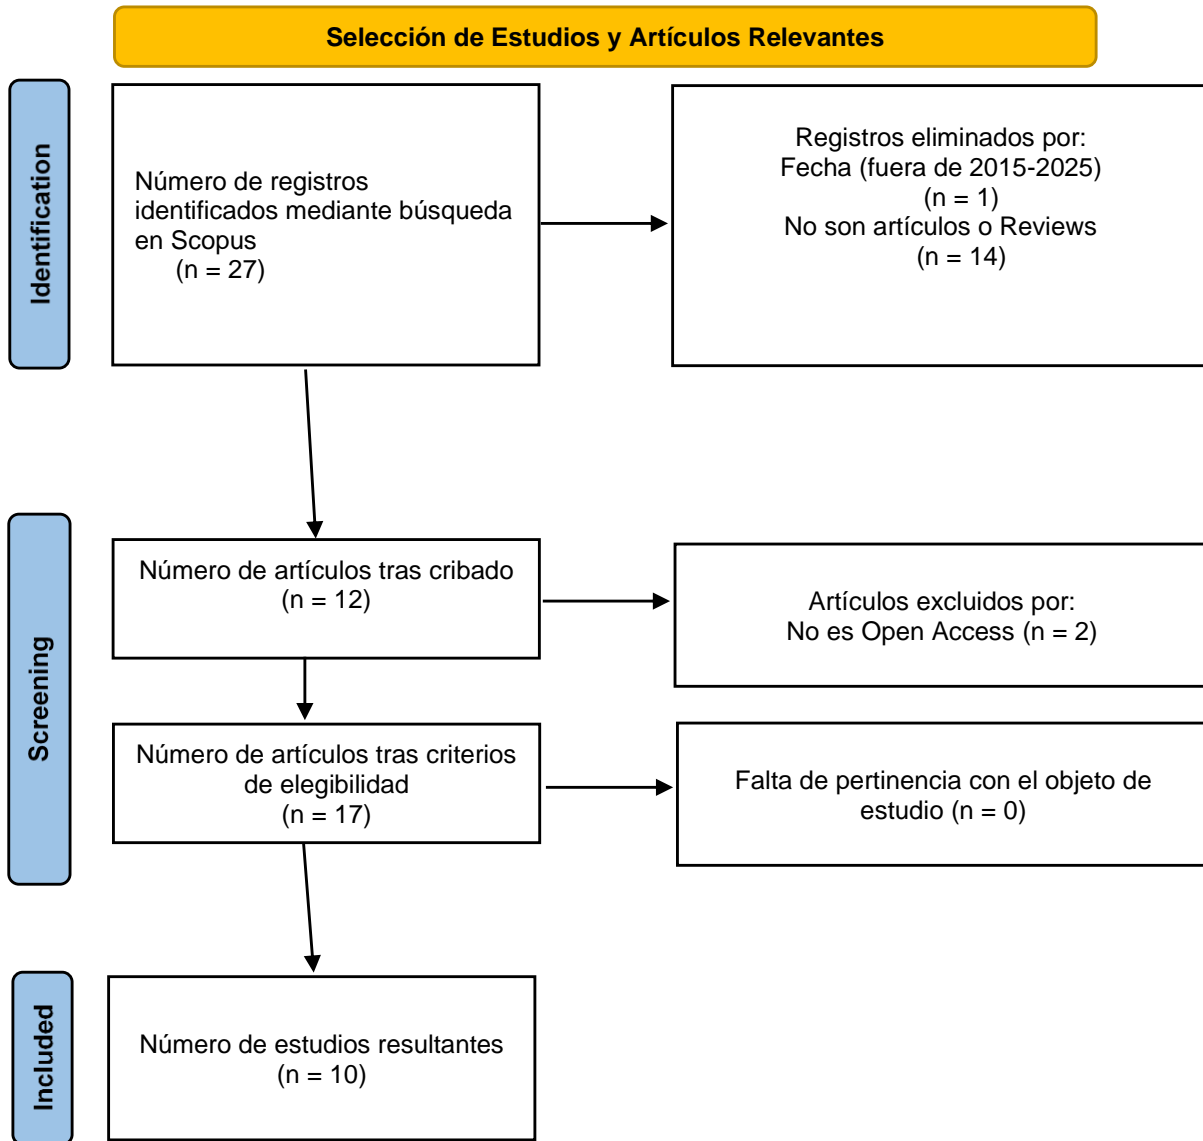 Selección de Estudios y Artículos Relevantes
Identification
Número de registros
identificados mediante búsqueda
en Scopus
(n = 27)
Registros eliminados por:
Fecha (fuera de 2015-2025)
(n = 1)
No son artículos o Reviews
(n = 14)
Screening
Número de artículos tras cribado
(n = 12)
Artículos excluidos por:
No es Open Access (n = 2)
Número de artículos tras criterios
de elegibilidad
(n = 17)
Falta de pertinencia con el objeto de
estudio (n = 0)
Included
Número de estudios resultantes
(n = 10)